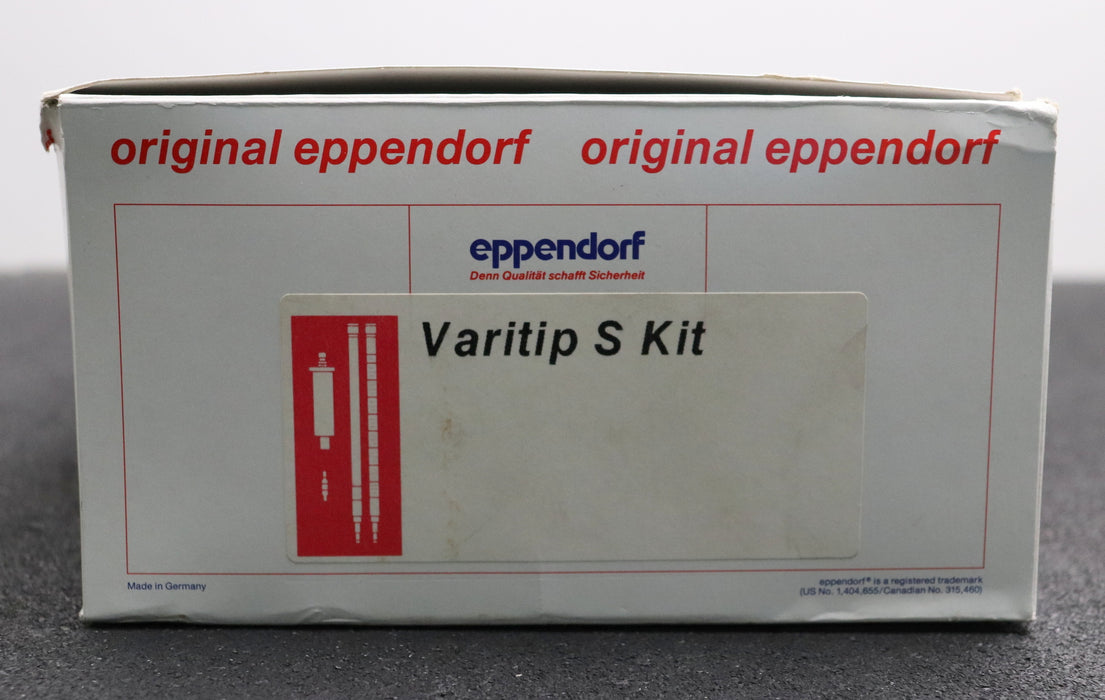 original eppendorf original eppendorf
eppendorf
Denn Qualität schafft Sicherheit
Varitip S Kit
Made in Germany
eppendorf® is a registered trademark
(US No. 1,404,655/Canadian No. 315,460)